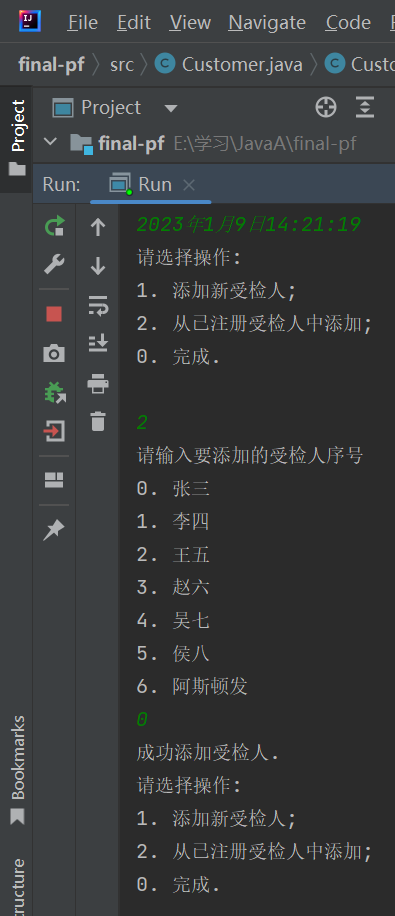 File Edit View Navigate Code
final-pf src Customer.java
Project
final-pf E:\学习\JavaA\final-pf
Run: Run
2023年1月9日14:21:19
请选择操作:
1. 添加新受检人;
2. 从已注册受检人中添加;
0. 完成.
2
请输入要添加的受检人序号
0. 张三
1. 李四
2. 王五
3. 赵六
4. 吴七
5. 侯八
6. 阿斯顿发
0
成功添加受检人.
请选择操作:
1. 添加新受检人;
2. 从已注册受检人中添加;
0. 完成.
Project
Bookmarks